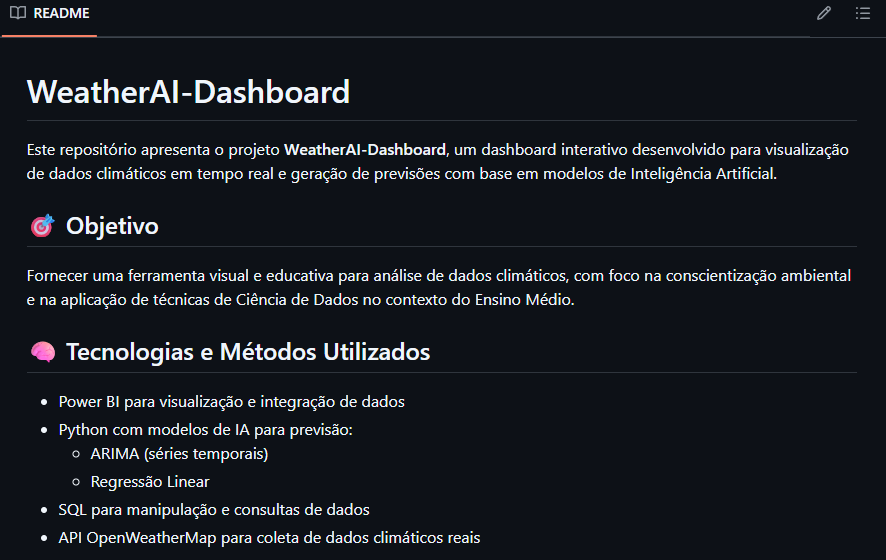 README
WeatherAI-Dashboard
Este repositório apresenta o projeto WeatherAI-Dashboard, um dashboard interativo desenvolvido para visualização
de dados climáticos em tempo real e geração de previsões com base em modelos de Inteligência Artificial.
🎯 Objetivo
Fornecer uma ferramenta visual e educativa para análise de dados climáticos, com foco na conscientização ambiental
e na aplicação de técnicas de Ciência de Dados no contexto do Ensino Médio.
🧠 Tecnologias e Métodos Utilizados
• Power BI para visualização e integração de dados
• Python com modelos de IA para previsão:
◦ ARIMA (séries temporais)
◦ Regressão Linear
• SQL para manipulação e consultas de dados
• API OpenWeatherMap para coleta de dados climáticos reais